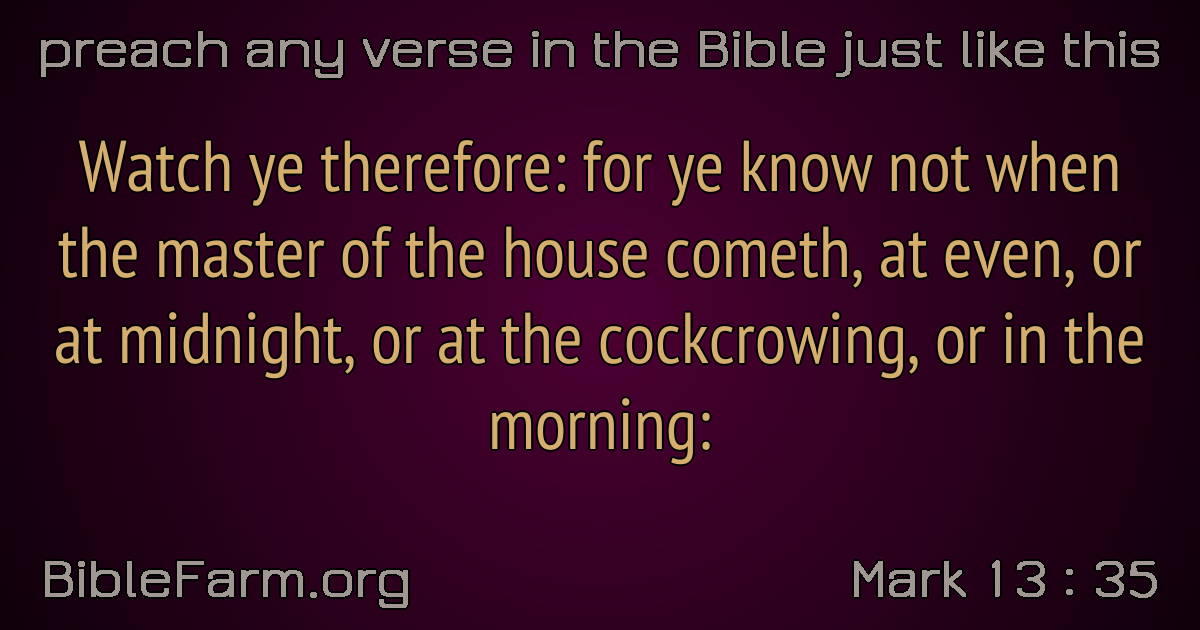 preach any verse in the Bible just like this
Watch ye therefore: for ye know not when
the master of the house cometh, at even, or
at midnight, or at the cockcrowing, or in the
morning:
BibleFarm.org
Mark 13 : 35